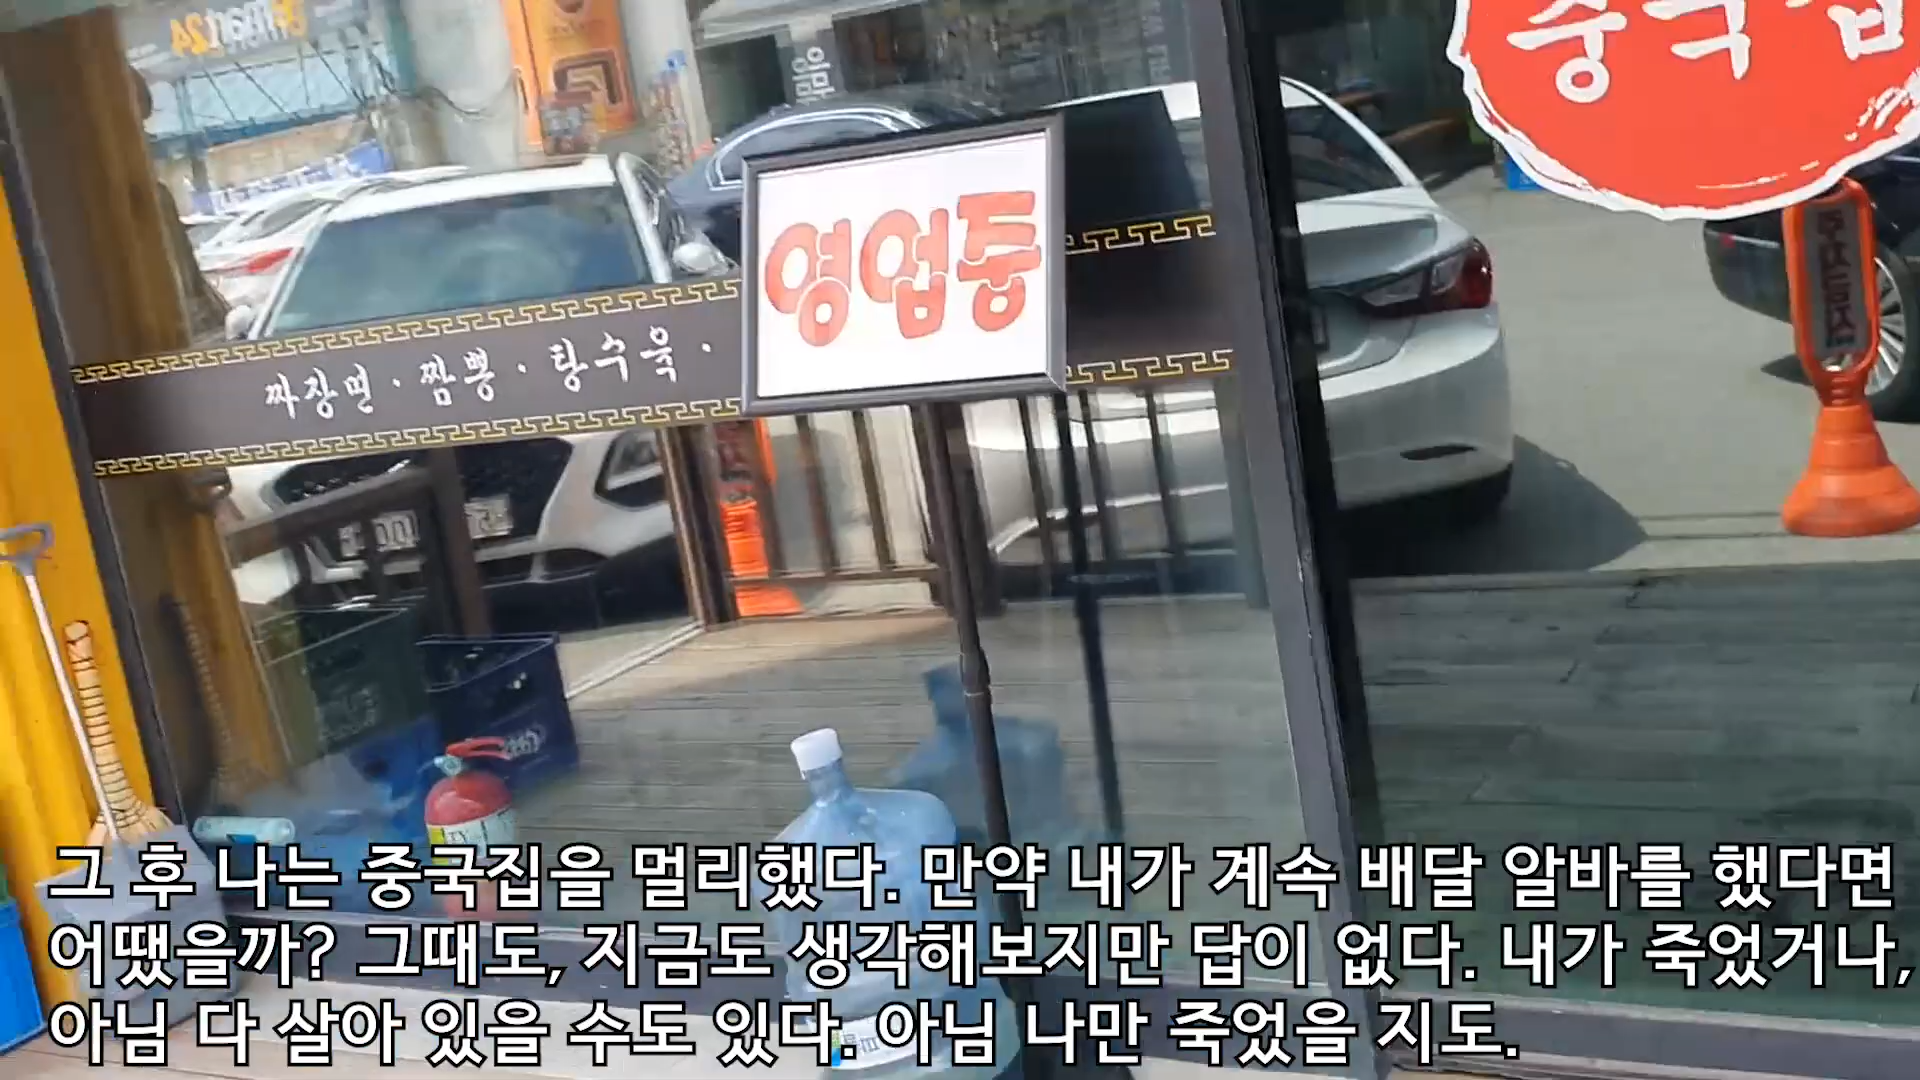 emart24
중국집
영업중
짜장면 · 짬뽕 · 탕수육 ·
그 후 나는 중국집을 멀리했다. 만약 내가 계속 배달 알바를 했다면
어땠을까? 그때도, 지금도 생각해보지만 답이 없다. 내가 죽었거나,
아님 다 살아 있을 수도 있다. 아님 나만 죽었을 지도.